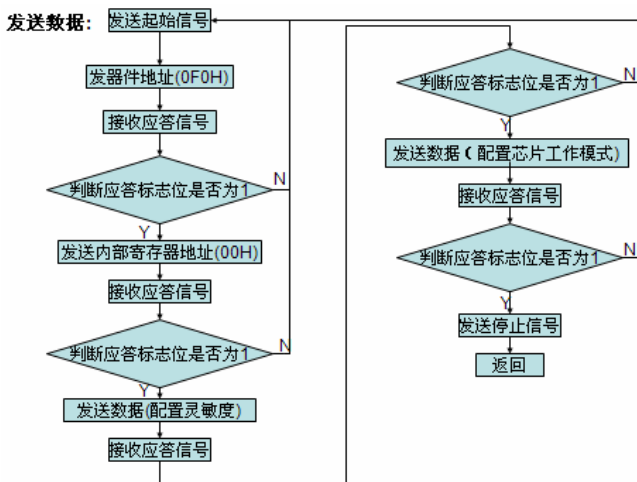 发送数据:
发送起始信号
发器件地址(0F0H)
接收应答信号
判断应答标志位是否为1
N
Y
发送内部寄存器地址(00H)
接收应答信号
判断应答标志位是否为1
N
Y
发送数据(配置灵敏度)
接收应答信号
判断应答标志位是否为1
N
Y
发送数据(配置芯片工作模式)
接收应答信号
判断应答标志位是否为1
N
Y
发送停止信号
返回